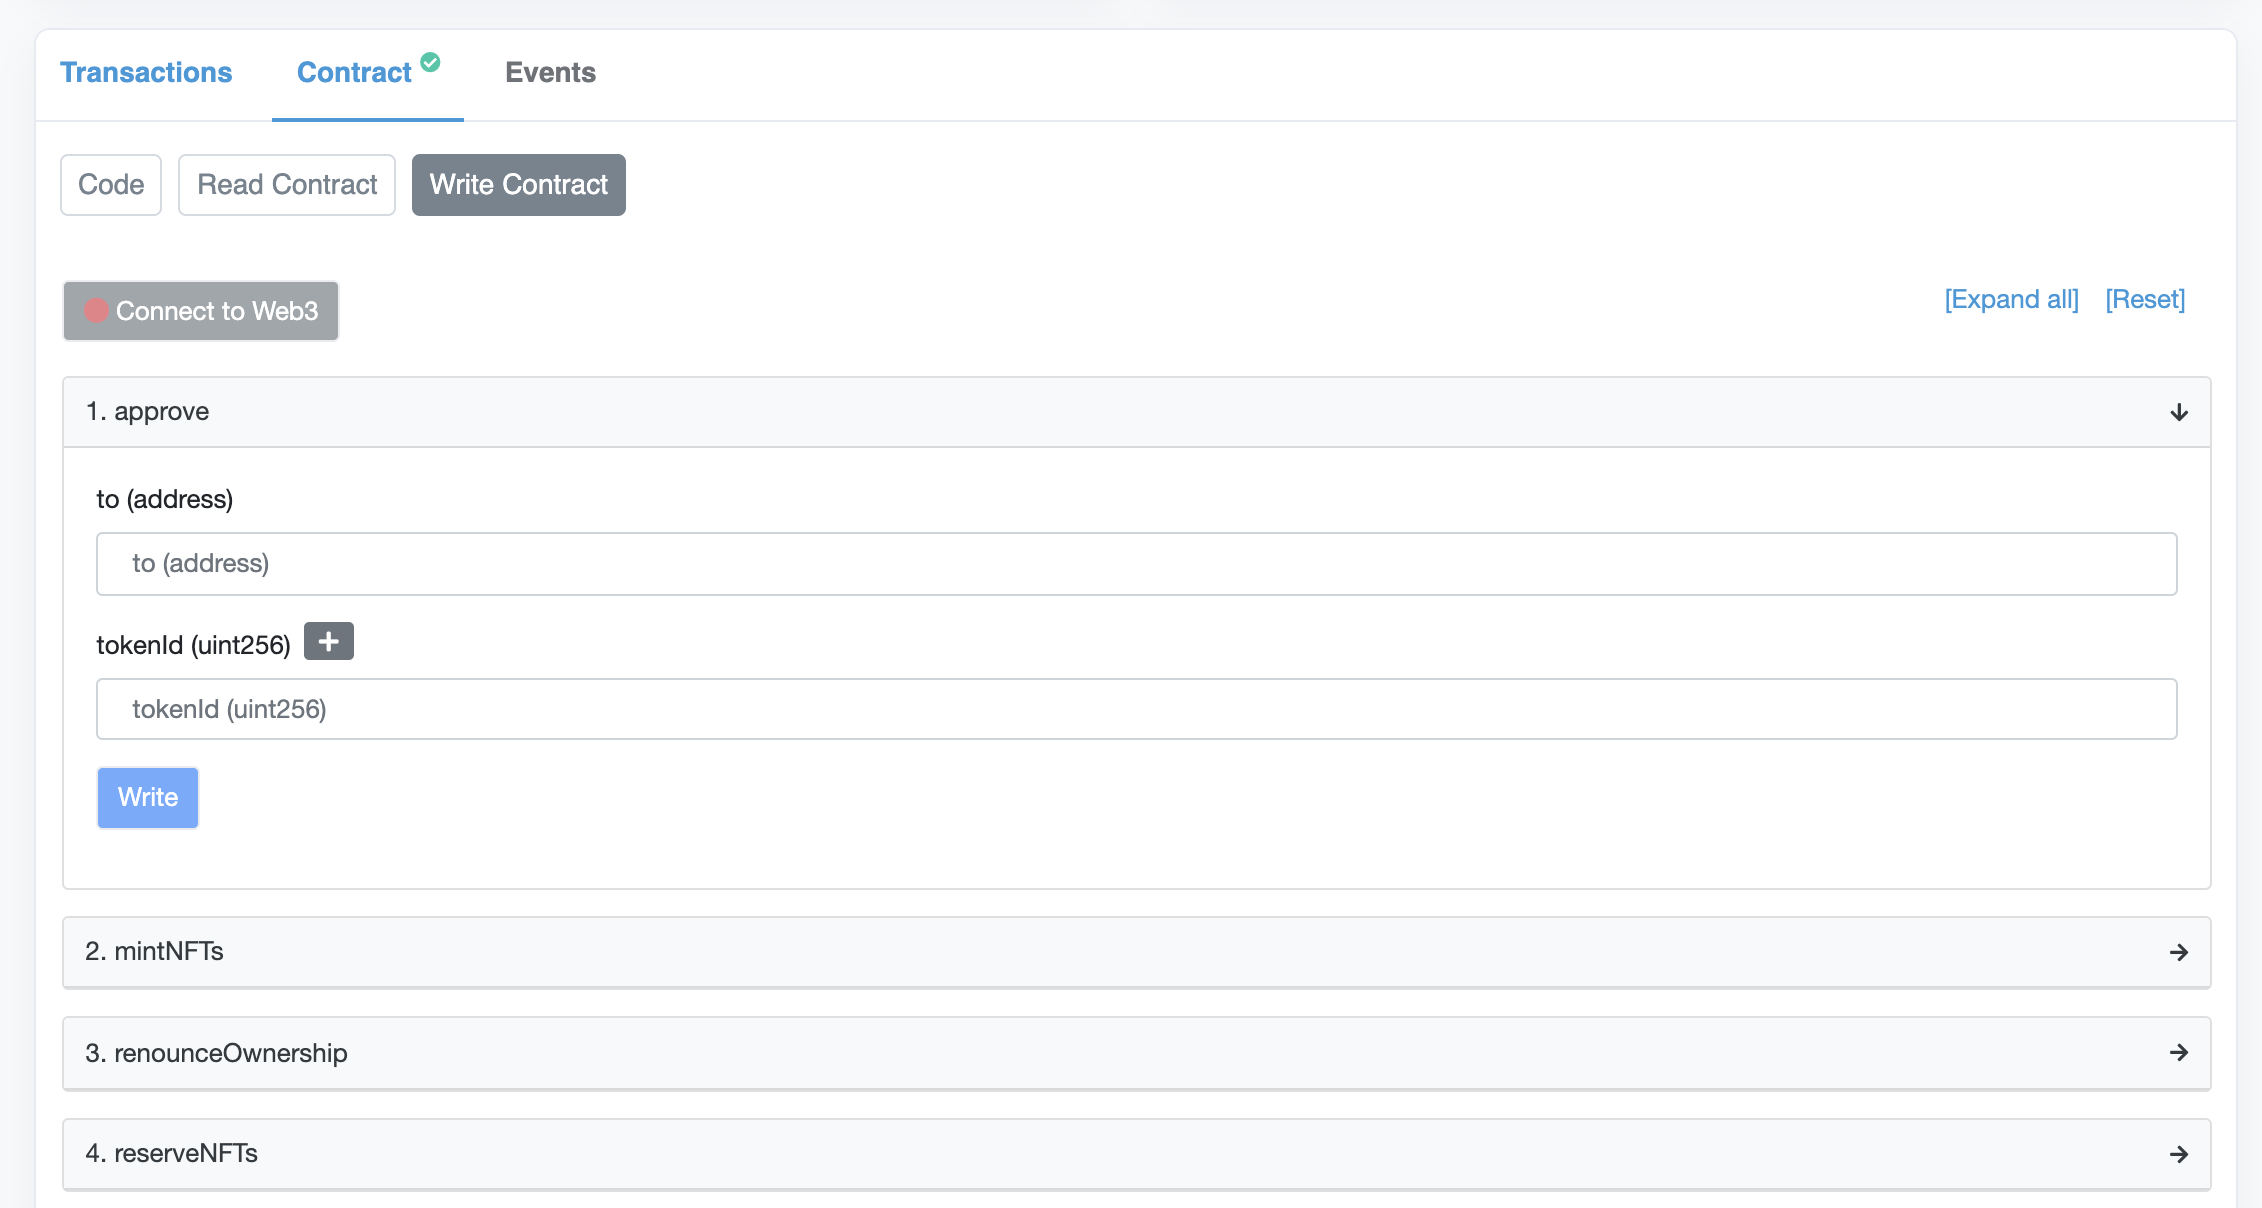 Transactions Contract Events
Code Read Contract Write Contract
Connect to Web3 [Expand all] [Reset]
1. approve
to (address)
to (address)
tokenId (uint256)
tokenId (uint256)
Write
2. mintNFTs
3. renounceOwnership
4. reserveNFTs